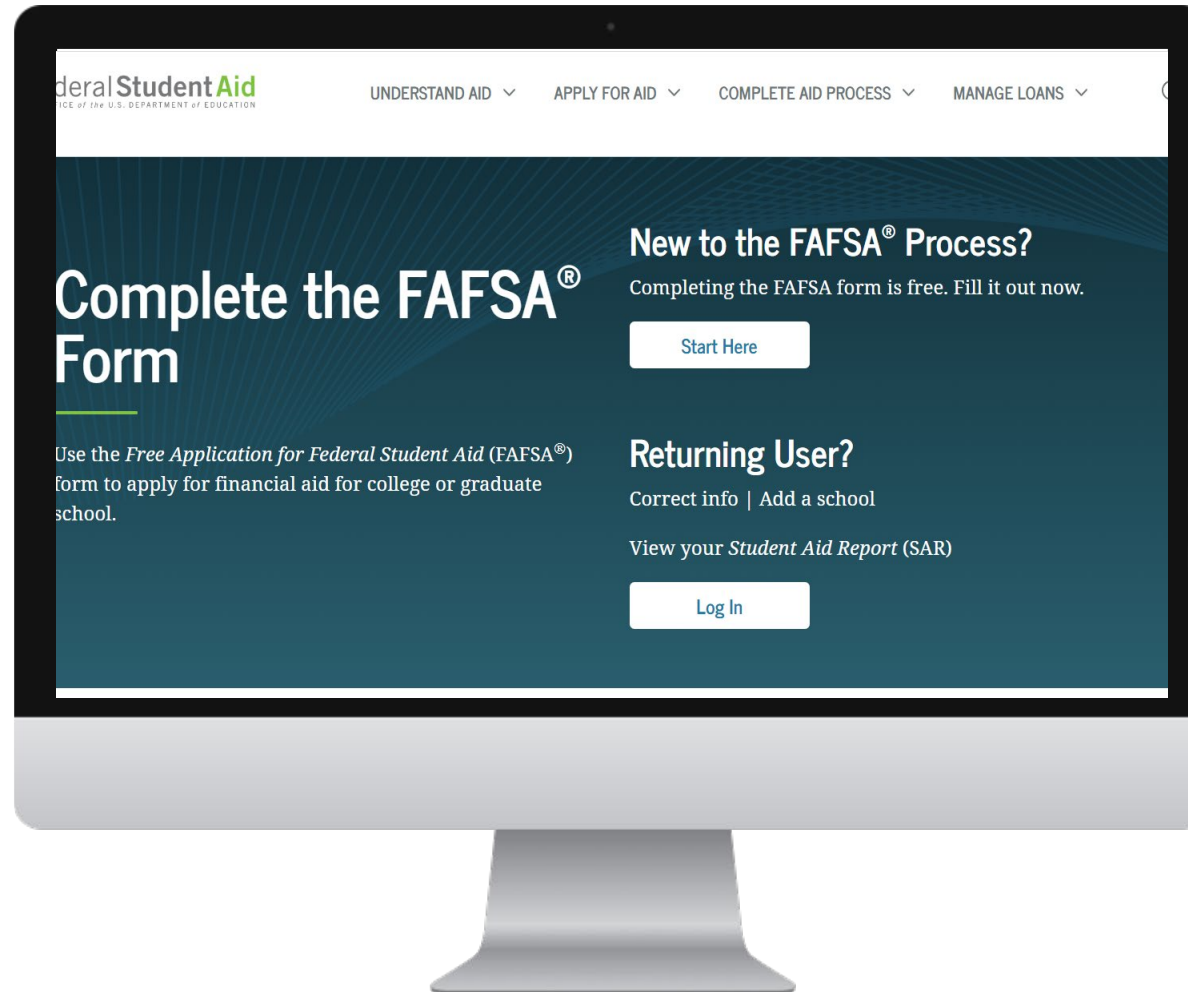 deral Student Aid
ICE of the U.S. DEPARTMENT of EDUCATION
UNDERSTAND AID
APPLY FOR AID
COMPLETE AID PROCESS
MANAGE LOANS
Complete the FAFSA®
Form
Use the Free Application for Federal Student Aid (FAFSA®)
form to apply for financial aid for college or graduate
school.
New to the FAFSA® Process?
Completing the FAFSA form is free. Fill it out now.
Start Here
Returning User?
Correct info | Add a school
View your Student Aid Report (SAR)
Log In